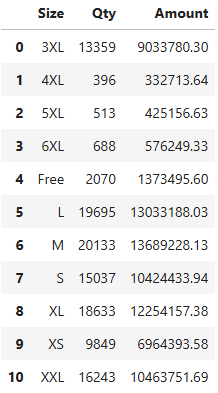 Size Qty Amount
0 3XL 13359 9033780.30
1 4XL 396 332713.64
2 5XL 513 425156.63
3 6XL 688 576249.33
4 Free 2070 1373495.60
5 L 19695 13033188.03
6 M 20133 13689228.13
7 S 15037 10424433.94
8 XL 18633 12254157.38
9 XS 9849 6964393.58
10 XXL 16243 10463751.69